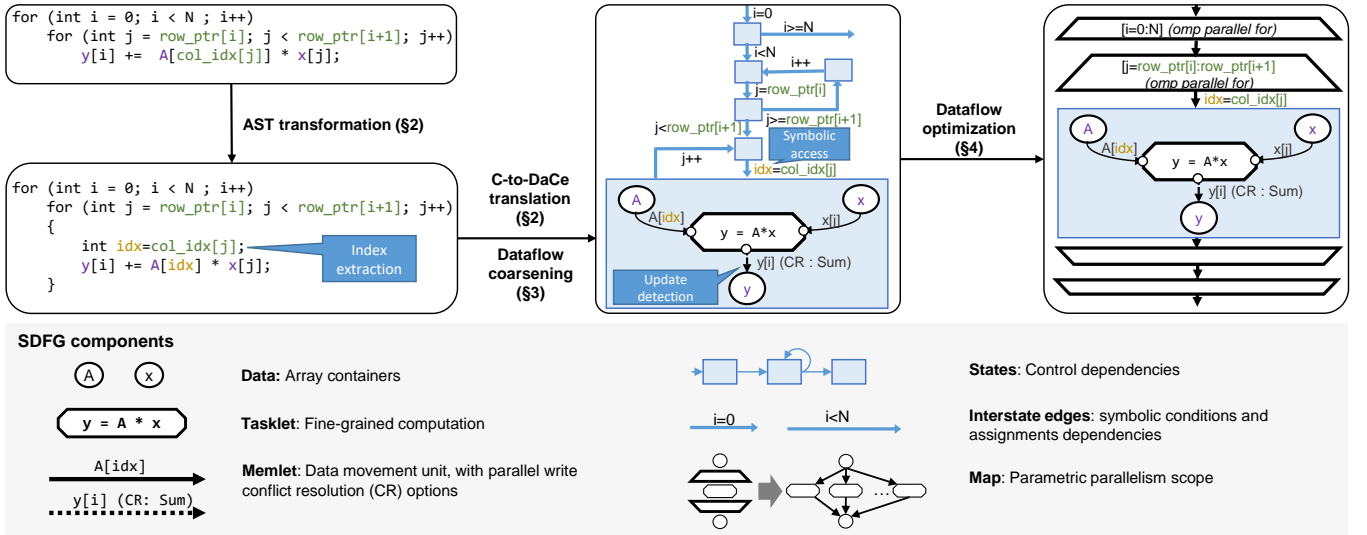 for (int i = 0; i < N ; i++)
for (int j = row_ptr[i]; j < row_ptr[i+1]; j++)
y[i] += A[col_idx[j]] * x[j];
AST transformation (§2)
for (int i = 0; i < N ; i++)
for (int j = row_ptr[i]; j < row_ptr[i+1]; j++)
{
int idx=col_idx[j];
y[i] += A[idx] * x[j];
}
Index
extraction
C-to-DaCe
translation
(§2)
Dataflow
coarsening
(§3)
i=0
i>=N
i<N
i++
j=row_ptr[i]
j>=row_ptr[i+1]
j<row_ptr[i+1]
Symbolic
access
j++
idx=col_idx[j]
A
x
A[idx]
x[j]
y = A*x
y[i] (CR : Sum)
Update
detection
y
Dataflow
optimization
(§4)
[i=0:N] (omp parallel for)
[j=row_ptr[i]:row_ptr[i+1]
(omp parallel for)
idx=col_idx[j]
A
x
A[idx]
x[j]
y = A*x
y[i] (CR : Sum)
y
SDFG components
A
x
Data: Array containers
y = A * x
Tasklet: Fine-grained computation
A[idx]
Memlet: Data movement unit, with parallel write
conflict resolution (CR) options
y[i] (CR: Sum)
States: Control dependencies
i=0
i<N
Interstate edges: symbolic conditions and
assignments dependencies
...
Map: Parametric parallelism scope